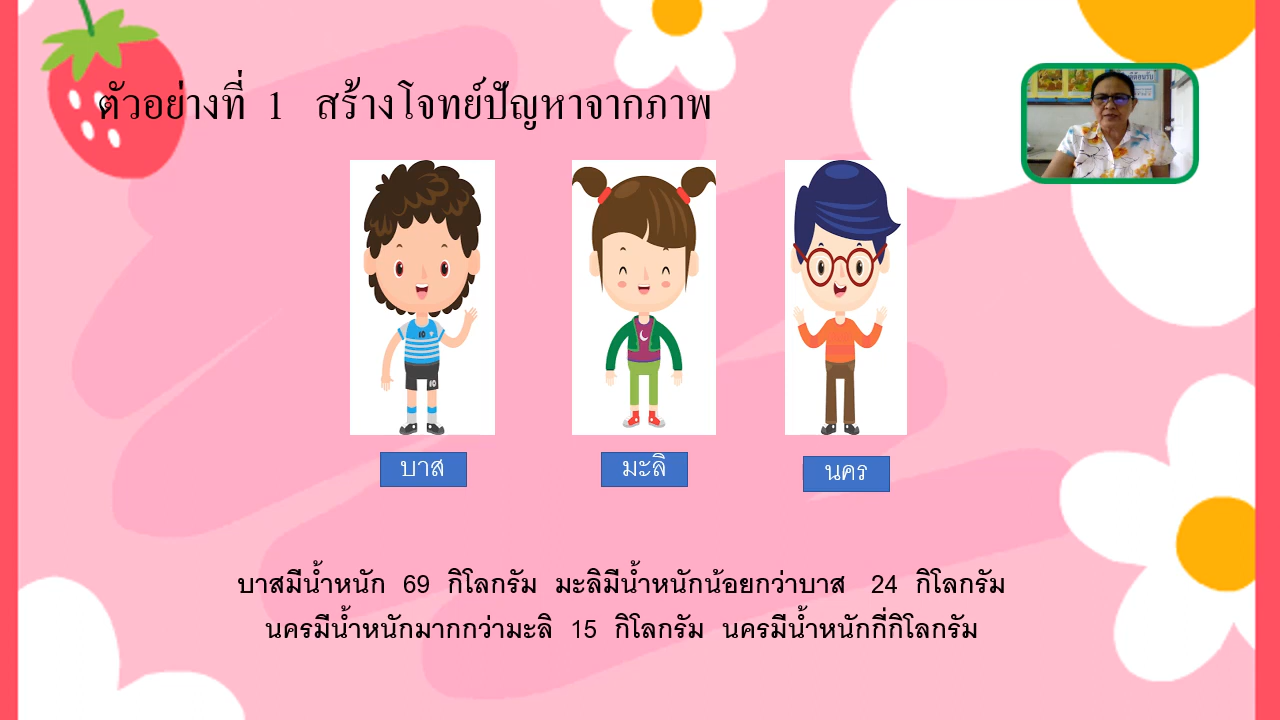 ตัวอย่างที่ 1 สร้างโจทย์ปัญหาจากภาพ
บาส
มะลิ
นคร
บาสมีน้ำหนัก 69 กิโลกรัม มะลิมีน้ำหนักน้อยกว่าบาส 24 กิโลกรัม
นครมีน้ำหนักมากกว่ามะลิ 15 กิโลกรัม นครมีน้ำหนักกี่กิโลกรัม